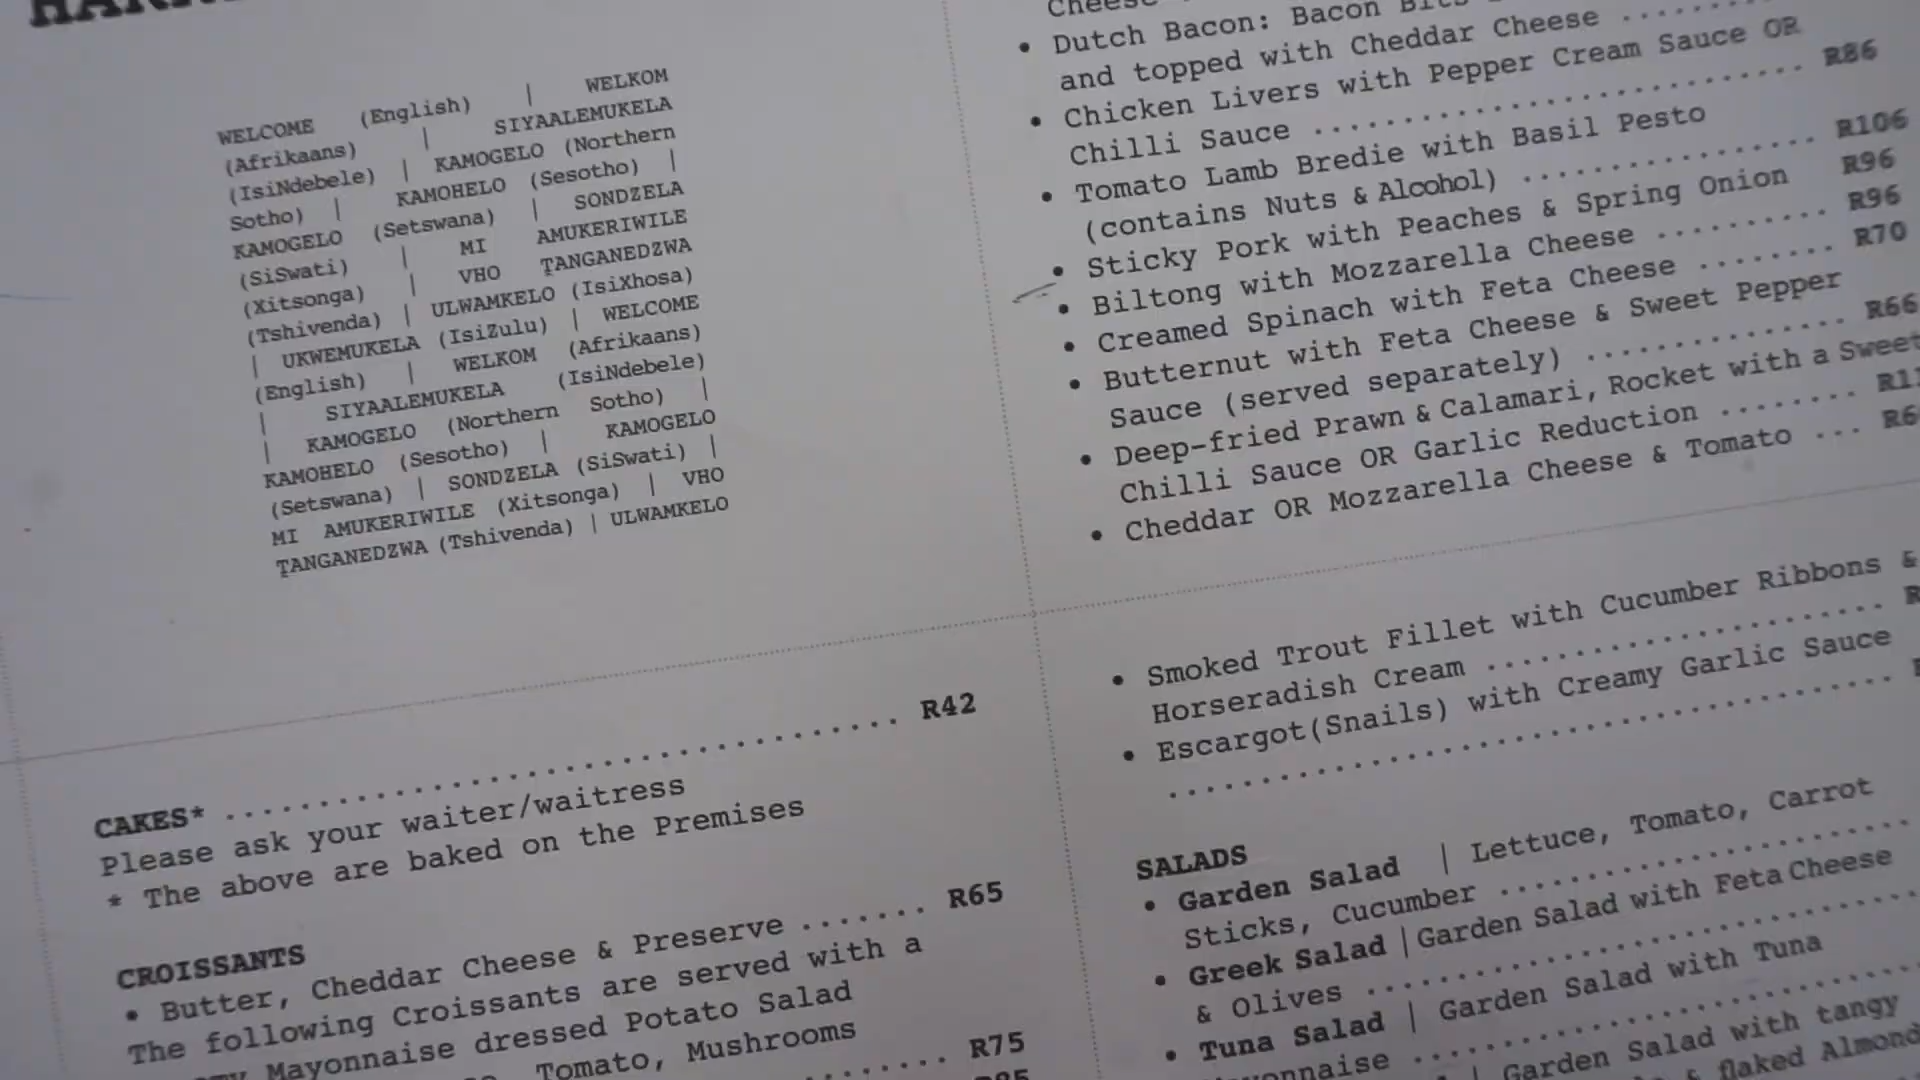 WELCOME (English) | WELKOM
(Afrikaans) | SIYAALEMUKELA
(IsiNdebele) | KAMOGELO (Northern
Sotho) | KAMOHELO (Sesotho) |
KAMOGELO (Setswana) | SONDZELA
(SiSwati) | MI AMUKERIWILE
(Xitsonga) | VHO ṰANGANEDZWA
(Tshivenda) | ULWAMKELO (IsiXhosa)
| UKWEMUKELA (IsiZulu) | WELCOME
(English) | WELKOM (Afrikaans)
| SIYAALEMUKELA (IsiNdebele)
| KAMOGELO (Northern Sotho) |
KAMOHELO (Sesotho) | KAMOGELO
(Setswana) | SONDZELA (SiSwati) |
MI AMUKERIWILE (Xitsonga) | VHO
ṰANGANEDZWA (Tshivenda) | ULWAMKELO
CAKES* .......... R42
Please ask your waiter/waitress
* The above are baked on the Premises
CROISSANTS
• Butter, Cheddar Cheese & Preserve ....... R65
The following Croissants are served with a
Mayonnaise dressed Potato Salad
Tomato, Mushrooms
R75
Cheese
• Dutch Bacon: Bacon Bits
and topped with Cheddar Cheese
• Chicken Livers with Pepper Cream Sauce OR
Chilli Sauce .......... R86
• Tomato Lamb Bredie with Basil Pesto
(contains Nuts & Alcohol) .......... R106
• Sticky Pork with Peaches & Spring Onion R96
• Biltong with Mozzarella Cheese ........ R96
• Creamed Spinach with Feta Cheese ....... R70
• Butternut with Feta Cheese & Sweet Pepper
Sauce (served separately) .......... R66
• Deep-fried Prawn & Calamari, Rocket with a Sweet
Chilli Sauce OR Garlic Reduction ........
• Cheddar OR Mozzarella Cheese & Tomato ...
• Smoked Trout Fillet with Cucumber Ribbons &
Horseradish Cream ..........
• Escargot(Snails) with Creamy Garlic Sauce
..........
SALADS
• Garden Salad | Lettuce, Tomato, Carrot
Sticks, Cucumber ..........
• Greek Salad | Garden Salad with Feta Cheese
& Olives ..........
• Tuna Salad | Garden Salad with Tuna
| Garden Salad with tangy
& flaked Almond